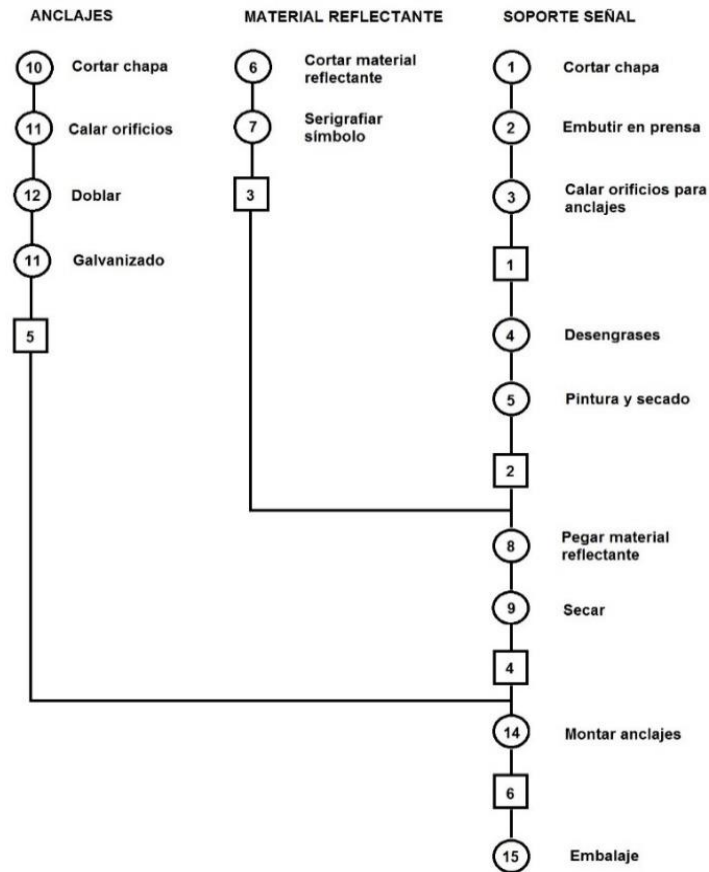 ANCLAJES
10 Cortar chapa
11 Calar orificios
12 Doblar
11 Galvanizado
5
MATERIAL REFLECTANTE
6 Cortar material
reflectante
7 Serigrafiar
símbolo
3
SOPORTE SEÑAL
1 Cortar chapa
2 Embutir en prensa
3 Calar orificios para
anclajes
1
4 Desengrases
5 Pintura y secado
2
8 Pegar material
reflectante
9 Secar
4
14 Montar anclajes
6
15 Embalaje